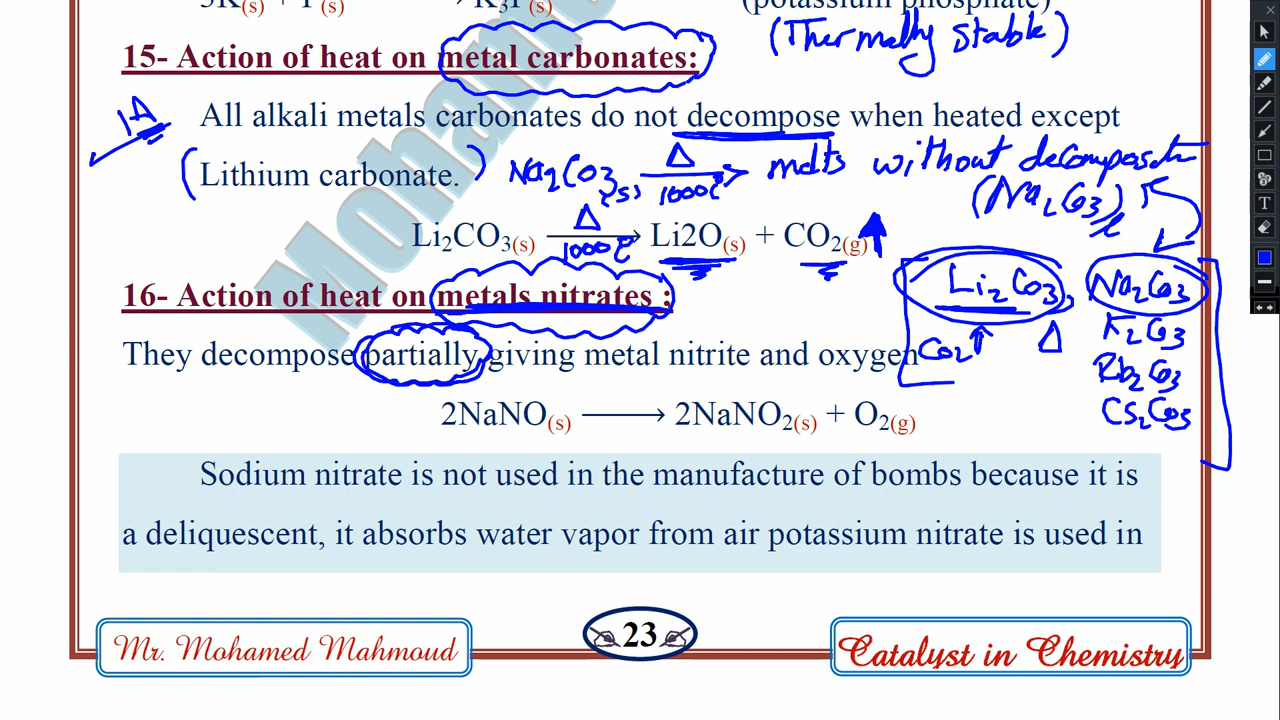 (potassium phosphate)
(Thermally stable)
15- Action of heat on metal carbonates:
1A All alkali metals carbonates do not decompose when heated except
(Lithium carbonate.) Na₂CO₃(s) Δ 1000°C → melts without decomposition
(Na₂CO₃)l
Li₂CO₃(s) Δ 1000°C ⟶ Li2O(s) + CO₂(g) ↑
Li₂CO₃, Na₂CO₃
16- Action of heat on metals nitrates :
CO₂ ↑ Δ K₂CO₃
They decompose partially giving metal nitrite and oxygen
Rb₂CO₃
Cs₂CO₃
2NaNO(s) ⟶ 2NaNO₂(s) + O₂(g)
Sodium nitrate is not used in the manufacture of bombs because it is
a deliquescent, it absorbs water vapor from air potassium nitrate is used in
Mr. Mohamed Mahmoud
23
Catalyst in Chemistry